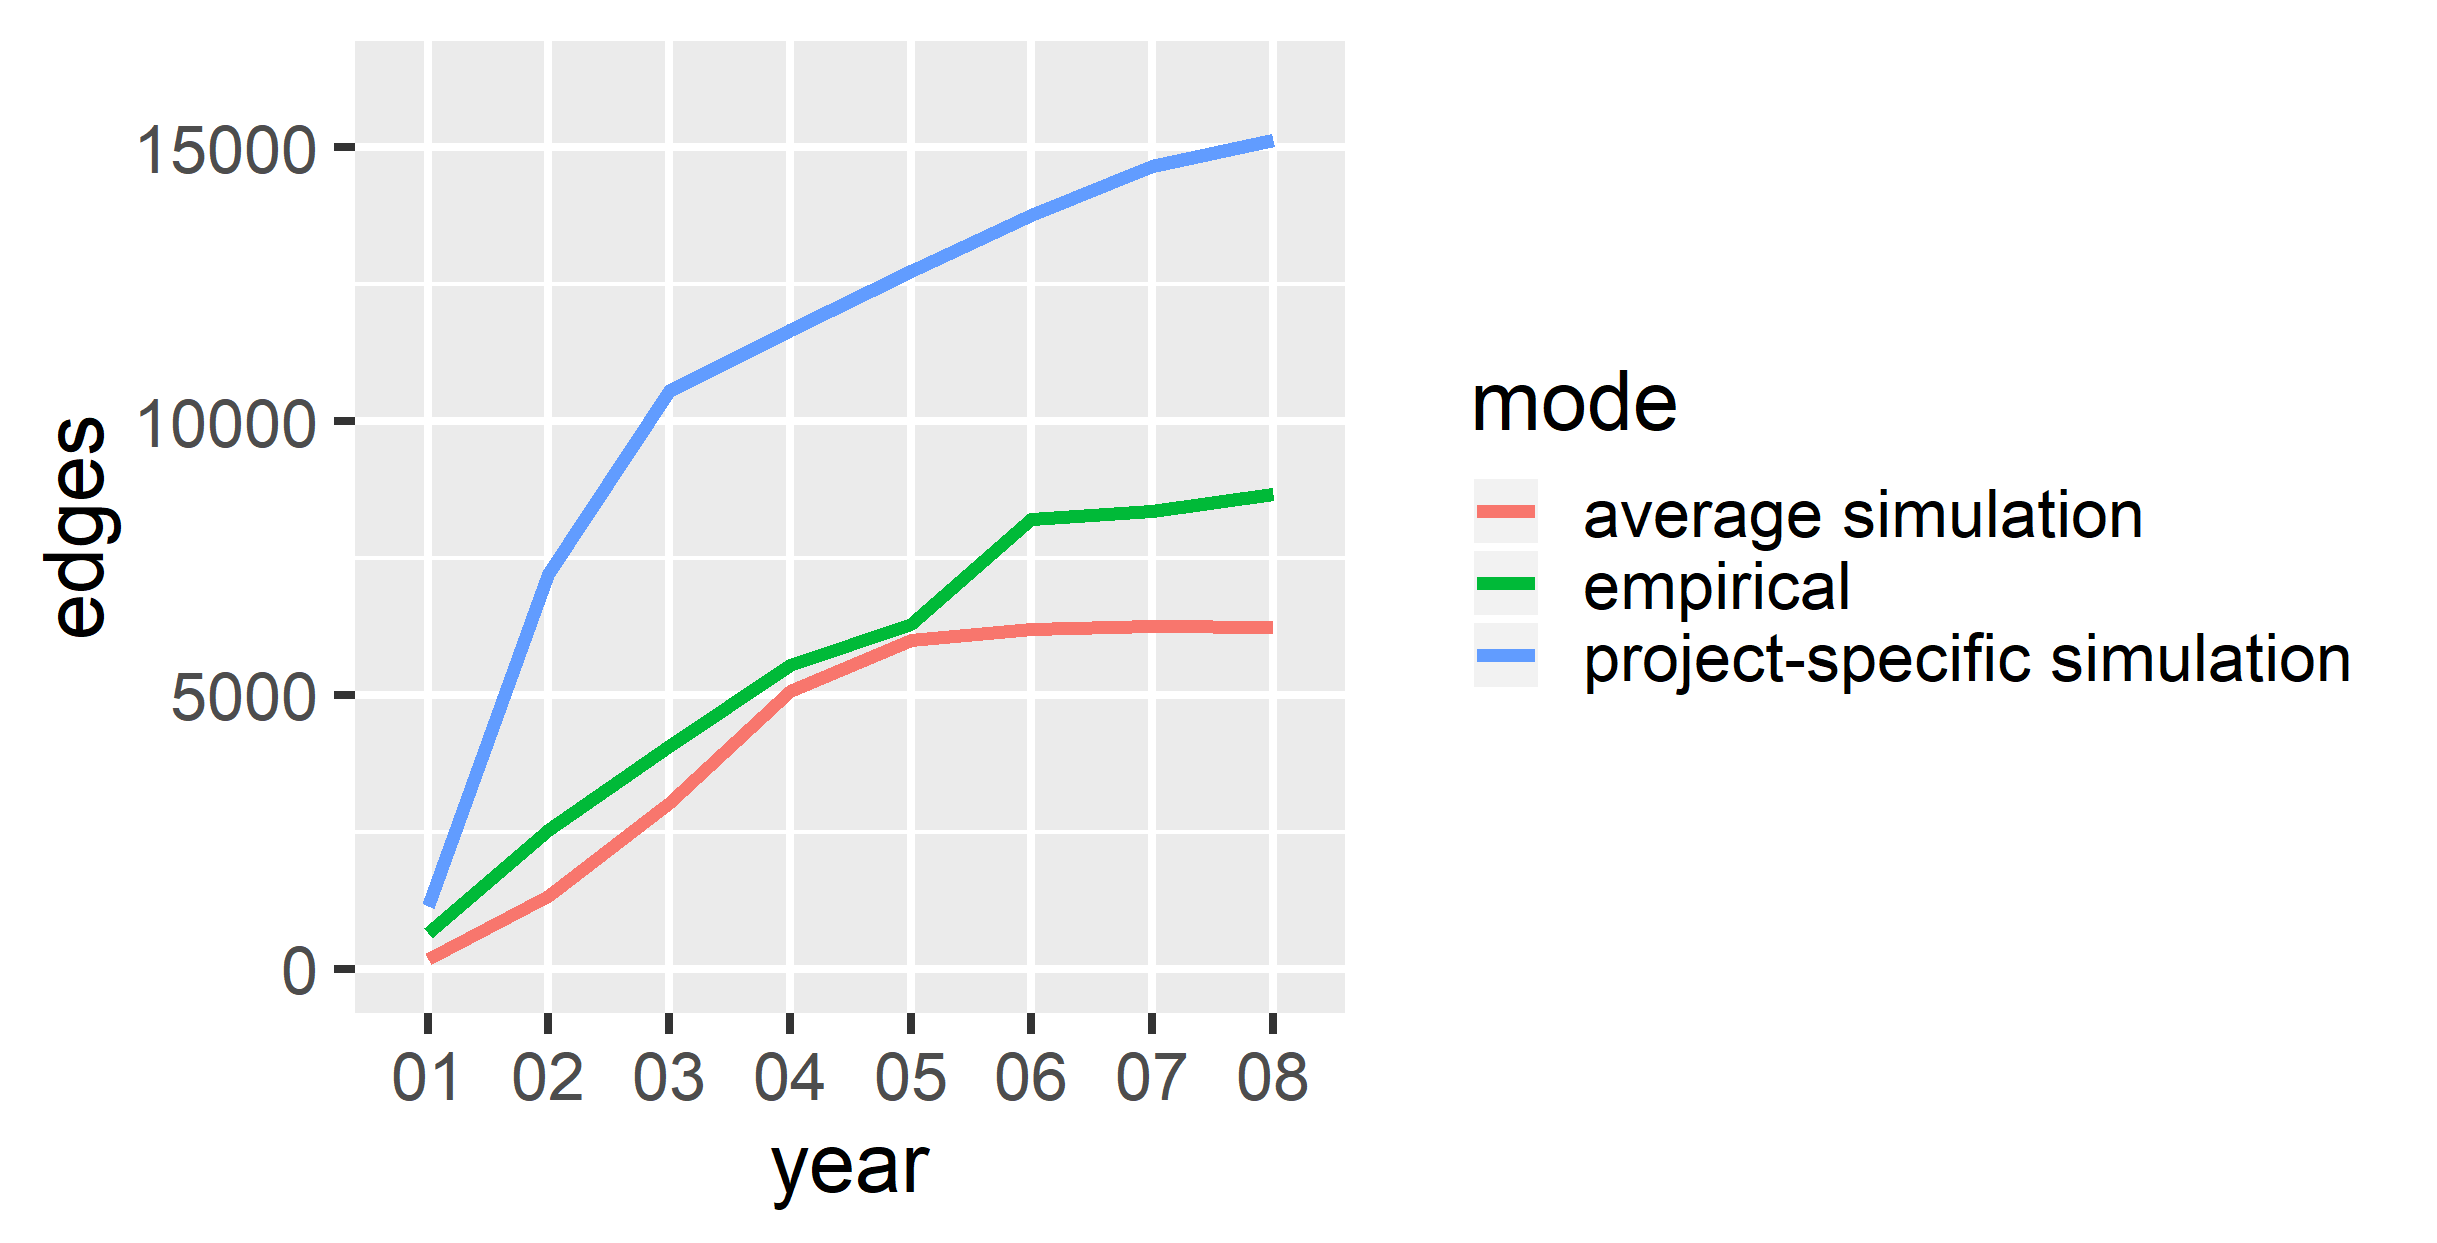 edges
15000
10000
5000
0
01 02 03 04 05 06 07 08
year
mode
average simulation
empirical
project-specific simulation